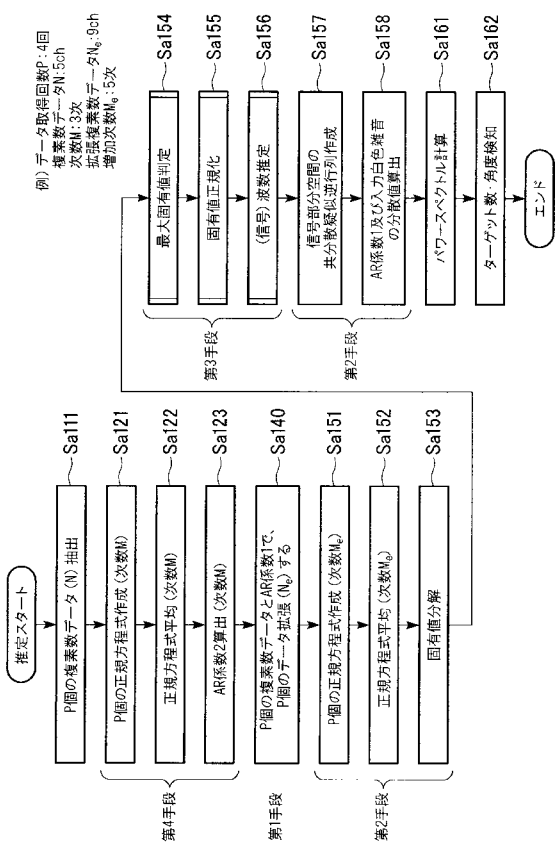 例)データ取得回数P:4回
複素数データN:5ch
次数M:3次
拡張複素数データNe:9ch
増加次数Me:5次
推定スタート
P個の複素数データ(N)抽出
Sa111
P個の正規方程式作成(次数M)
Sa121
正規方程式平均(次数M)
Sa122
AR係数2算出(次数M)
Sa123
第4手段
P個の複素数データとAR係数1で、
P個のデータ拡張(Ne)する
Sa140
第1手段
P個の正規方程式作成(次数Me)
Sa151
正規方程式平均(次数Me)
Sa152
固有値分解
Sa153
第2手段
最大固有値判定
Sa154
固有値正規化
Sa155
(信号)波数推定
Sa156
第3手段
信号部分空間の
共分散疑似逆行列作成
Sa157
AR係数1及び入力白色雑音
の分散値算出
Sa158
第2手段
パワースペクトル計算
Sa161
ターゲット数・角度検知
Sa162
エンド